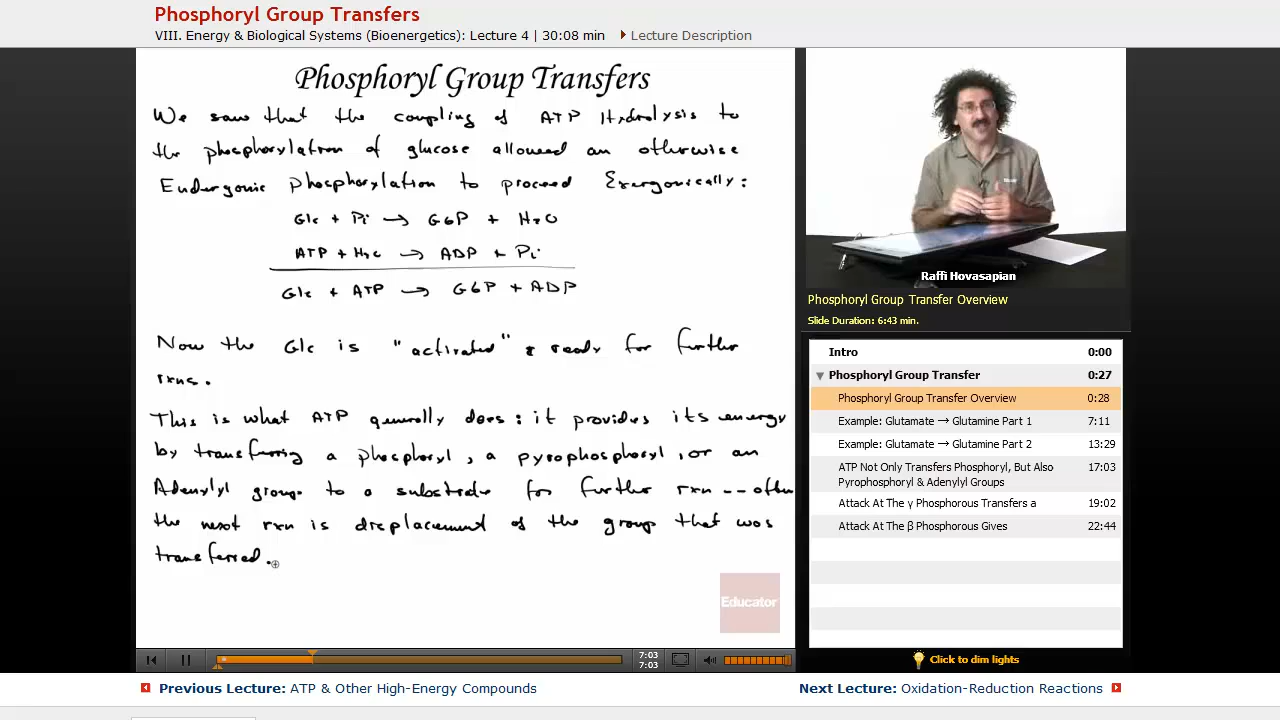 Phosphoryl Group Transfers
VIII. Energy & Biological Systems (Bioenergetics): Lecture 4 | 30:08 min
Lecture Description
Phosphoryl Group Transfers
We saw that the coupling of ATP Hydrolysis to
the phosphorylation of glucose allowed an otherwise
Endergonic phosphorylation to proceed Exergonically:
Glc + Pi → G6P + H2O
ATP + H2O → ADP + Pi
Glc + ATP → G6P + ADP
Now the Glc is "activated" & ready for further
rxns.
This is what ATP generally does: it provides its energy
by transferring a phosphoryl, a pyrophosphoryl, or an
Adenylyl group to a substrate for further rxn -- often
the next rxn is displacement of the group that was
transferred.
Educator
Raffi Hovasapian
Phosphoryl Group Transfer Overview
Slide Duration: 6:43 min.
Intro 0:00
Phosphoryl Group Transfer 0:27
Phosphoryl Group Transfer Overview 0:28
Example: Glutamate → Glutamine Part 1 7:11
Example: Glutamate → Glutamine Part 2 13:29
ATP Not Only Transfers Phosphoryl, But Also 17:03
Pyrophosphoryl & Adenylyl Groups
Attack At The γ Phosphorous Transfers a 19:02
Attack At The β Phosphorous Gives 22:44
7:03
7:03
Click to dim lights
Previous Lecture: ATP & Other High-Energy Compounds
Next Lecture: Oxidation-Reduction Reactions